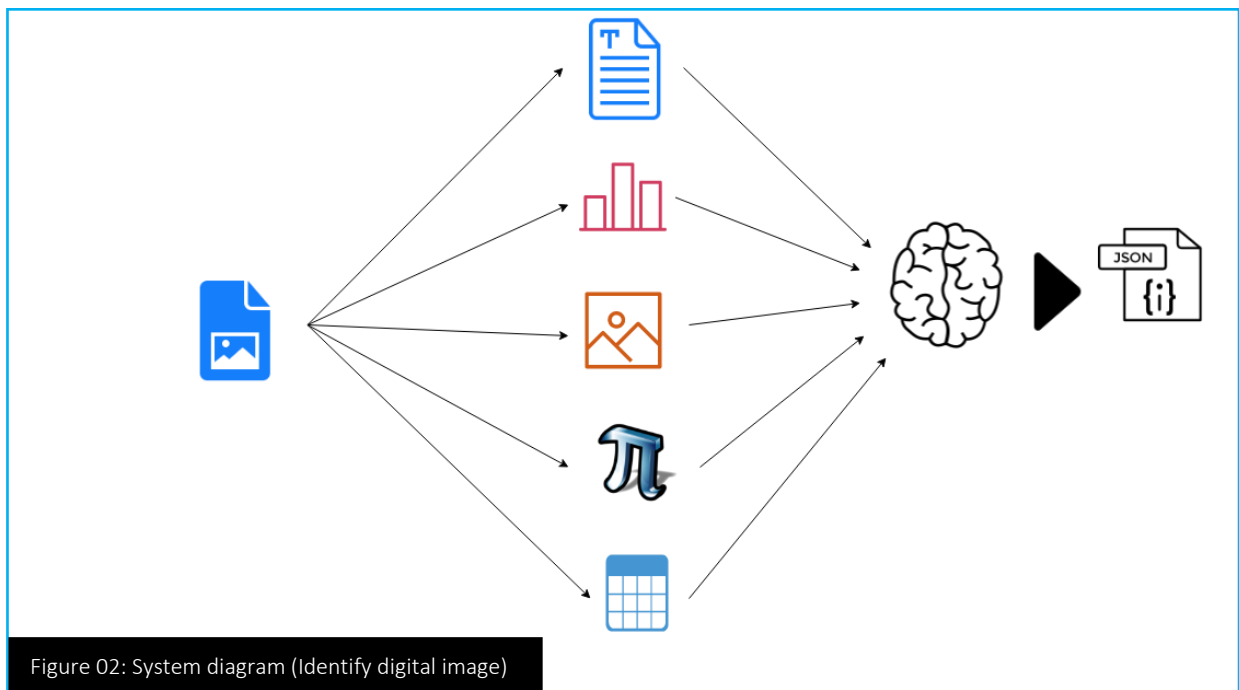 T
π
JSON
{i}
Figure 02: System diagram (Identify digital image)